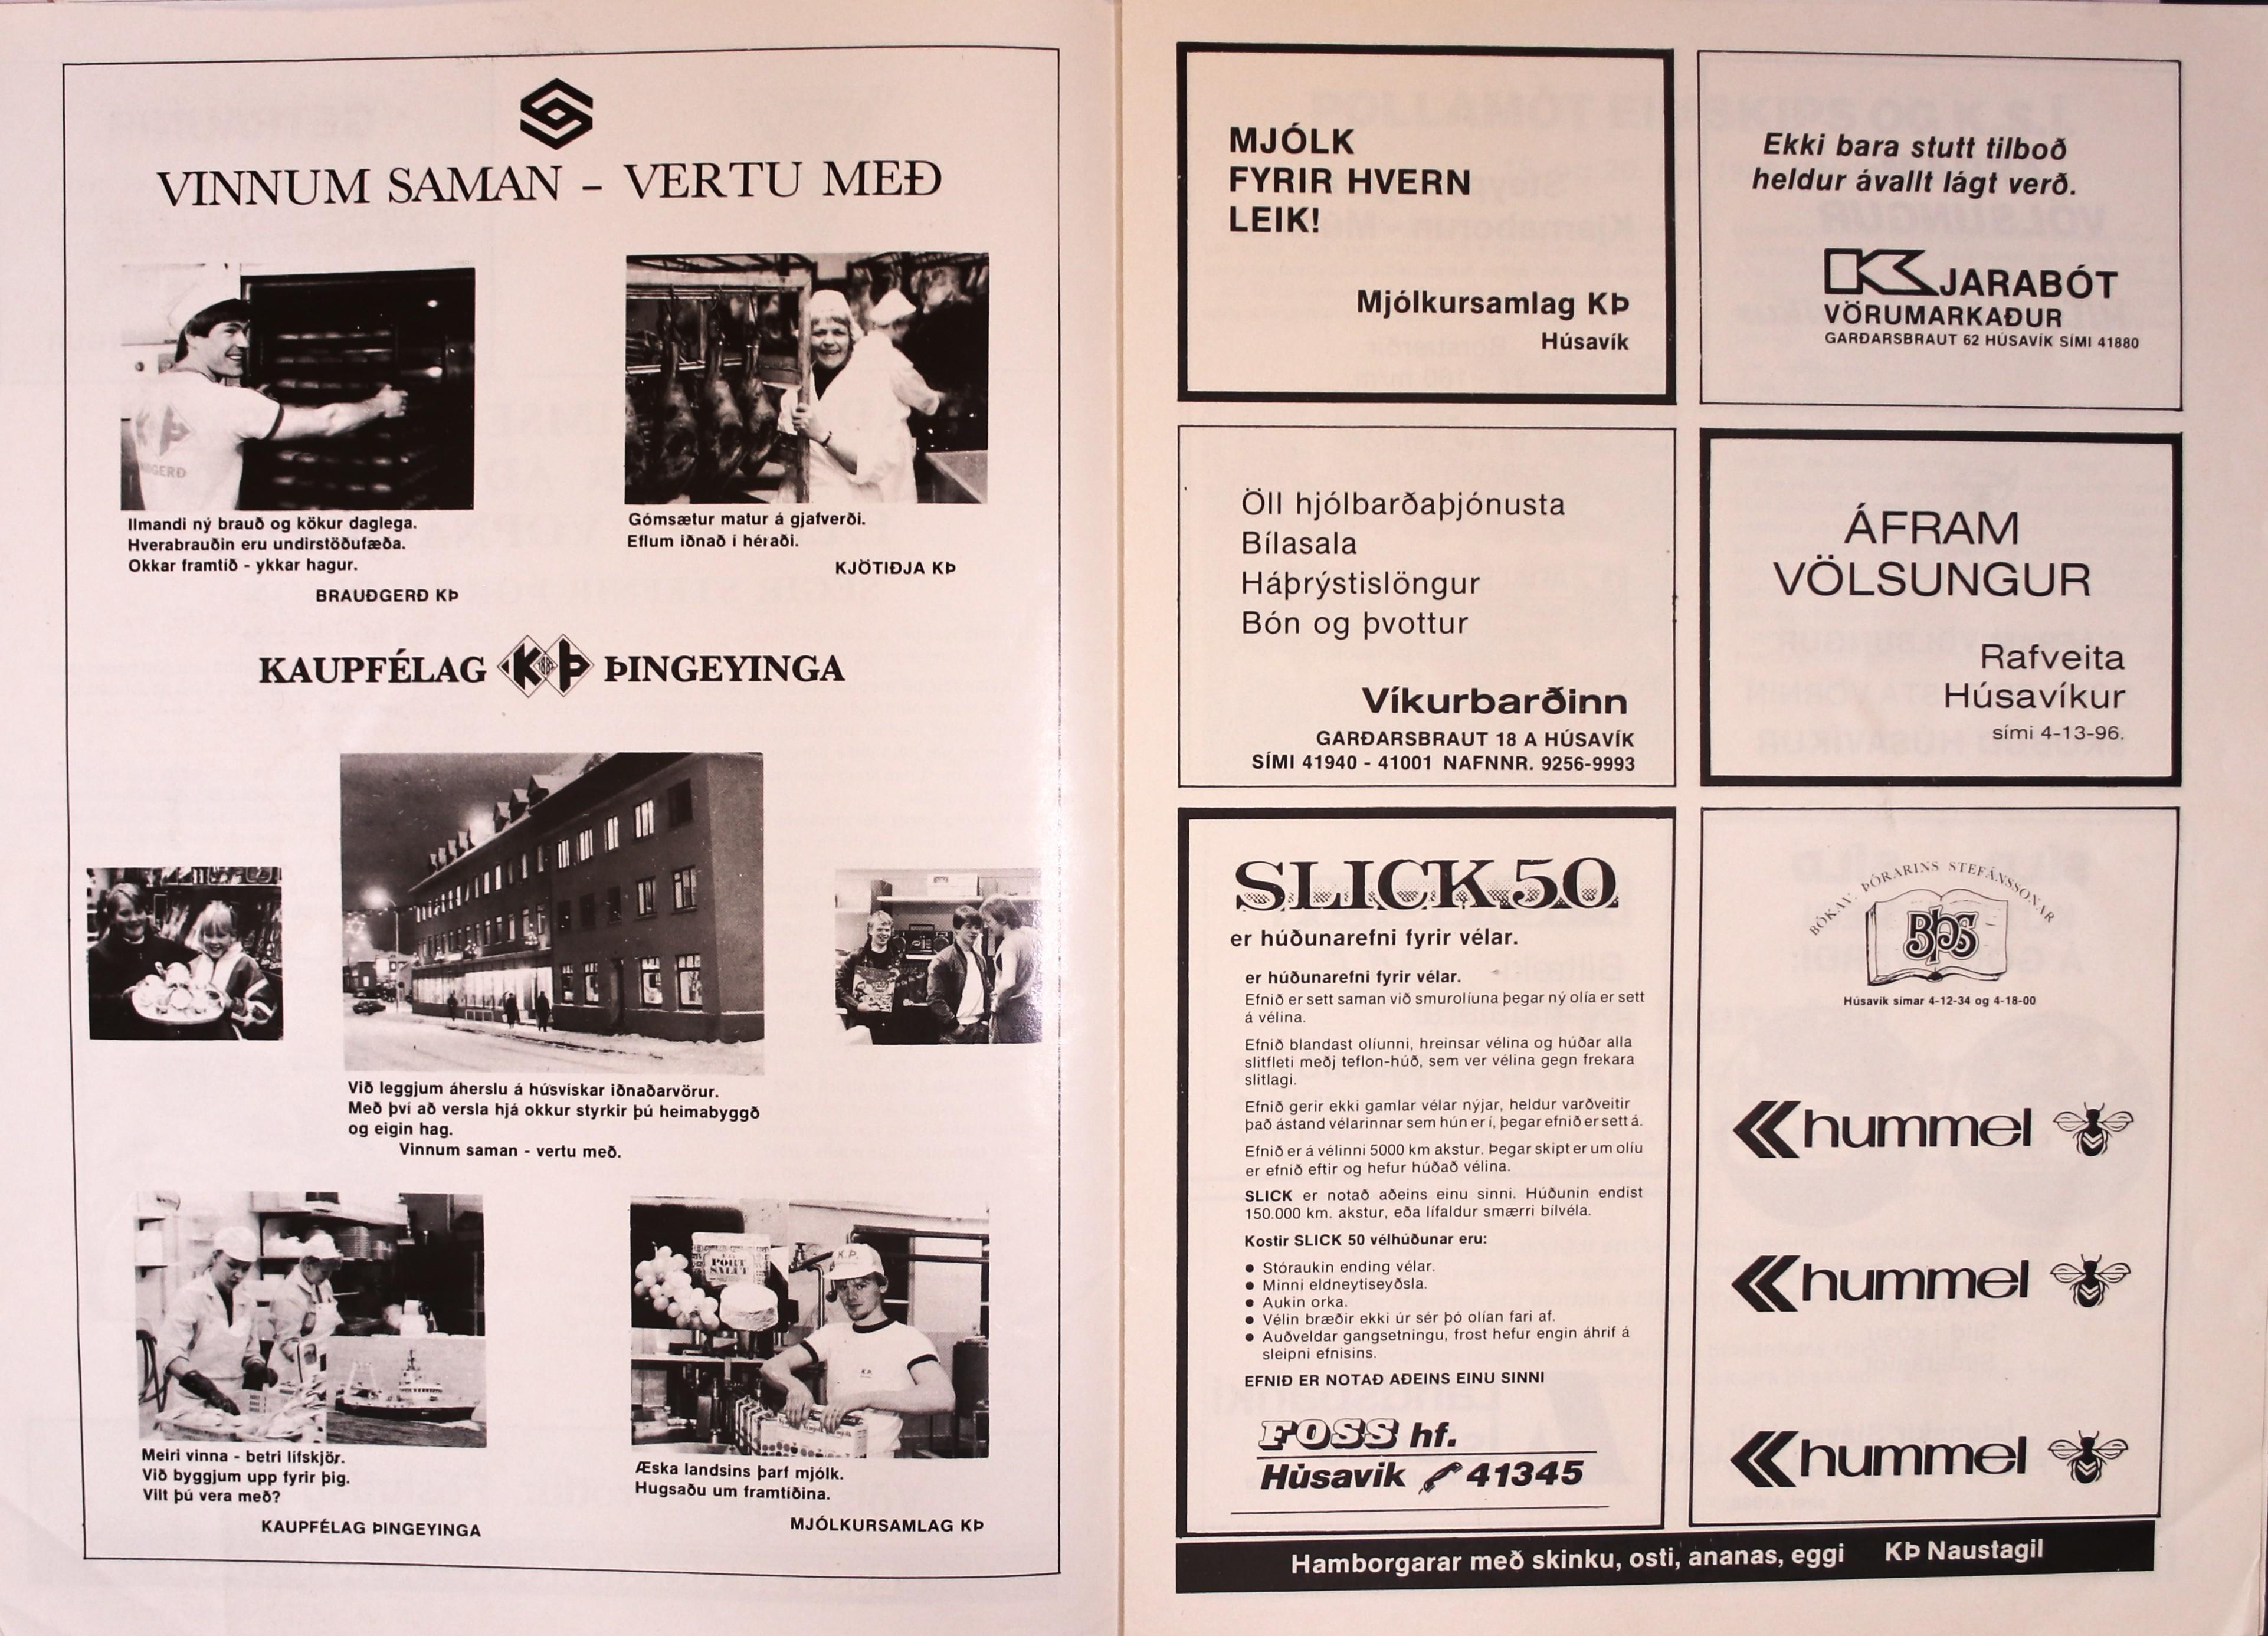 VINNUM SAMAN – VERTU MEÐ
Ilmandi ný brauð og kökur daglega.
Hverabrauðin eru undirstöðufæða.
Okkar framtíð - ykkar hagur.
BRAUÐGERÐ KÞ
Gómsætur matur á gjafverði.
Eflum iðnað í héraði.
KJÖTIÐJA KÞ
KAUPFÉLAG KÞ ÞINGEYINGA
Við leggjum áherslu á húsvískar iðnaðarvörur.
Með því að versla hjá okkur styrkir þú heimabyggð
og eigin hag.
Vinnum saman - vertu með.
PORT
SALUT
K.Þ.
Meiri vinna - betri lífskjör.
Við byggjum upp fyrir þig.
Vilt þú vera með?
KAUPFÉLAG ÞINGEYINGA
Æska landsins þarf mjólk.
Hugsaðu um framtíðina.
MJÓLKURSAMLAG KÞ
MJÓLK
FYRIR HVERN
LEIK!
Mjólkursamlag KÞ
Húsavík
Ekki bara stutt tilboð
heldur ávallt lágt verð.
KJARABÓT
VÖRUMARKAÐUR
GARÐARSBRAUT 62 HÚSAVÍK SÍMI 41880
Öll hjólbarðaþjónusta
Bílasala
Háþrýstislöngur
Bón og þvottur
Víkurbarðinn
GARÐARSBRAUT 18 A HÚSAVÍK
SÍMI 41940 - 41001 NAFNNR. 9256-9993
ÁFRAM
VÖLSUNGUR
Rafveita
Húsavíkur
sími 4-13-96.
SLICK 50
er húðunarefni fyrir vélar.
er húðunarefni fyrir vélar.
Efnið er sett saman við smurolíuna þegar ný olía er sett
á vélina.
Efnið blandast olíunni, hreinsar vélina og húðar alla
slitfleti meðj teflon-húð, sem ver vélina gegn frekara
slitlagi.
Efnið gerir ekki gamlar vélar nýjar, heldur varðveitir
það ástand vélarinnar sem hún er í, þegar efnið er sett á.
Efnið er á vélinni 5000 km akstur. Þegar skipt er um olíu
er efnið eftir og hefur húðað vélina.
SLICK er notað aðeins einu sinni. Húðunin endist
150.000 km. akstur, eða lífaldur smærri bílvéla.
Kostir SLICK 50 vélhúðunar eru:
● Stóraukin ending vélar.
● Minni eldneytiseyðsla.
● Aukin orka.
● Vélin bræðir ekki úr sér þó olían fari af.
● Auðveldar gangsetningu, frost hefur engin áhrif á
sleipni efnisins.
EFNIÐ ER NOTAÐ AÐEINS EINU SINNI
FOSS hf.
Húsavik 41345
BÓKAV. ÞÓRARINS STEFÁNSSONAR
BÞS
Húsavík símar 4-12-34 og 4-18-00
hummel
hummel
hummel
Hamborgarar með skinku, osti, ananas, eggi KÞ Naustagil